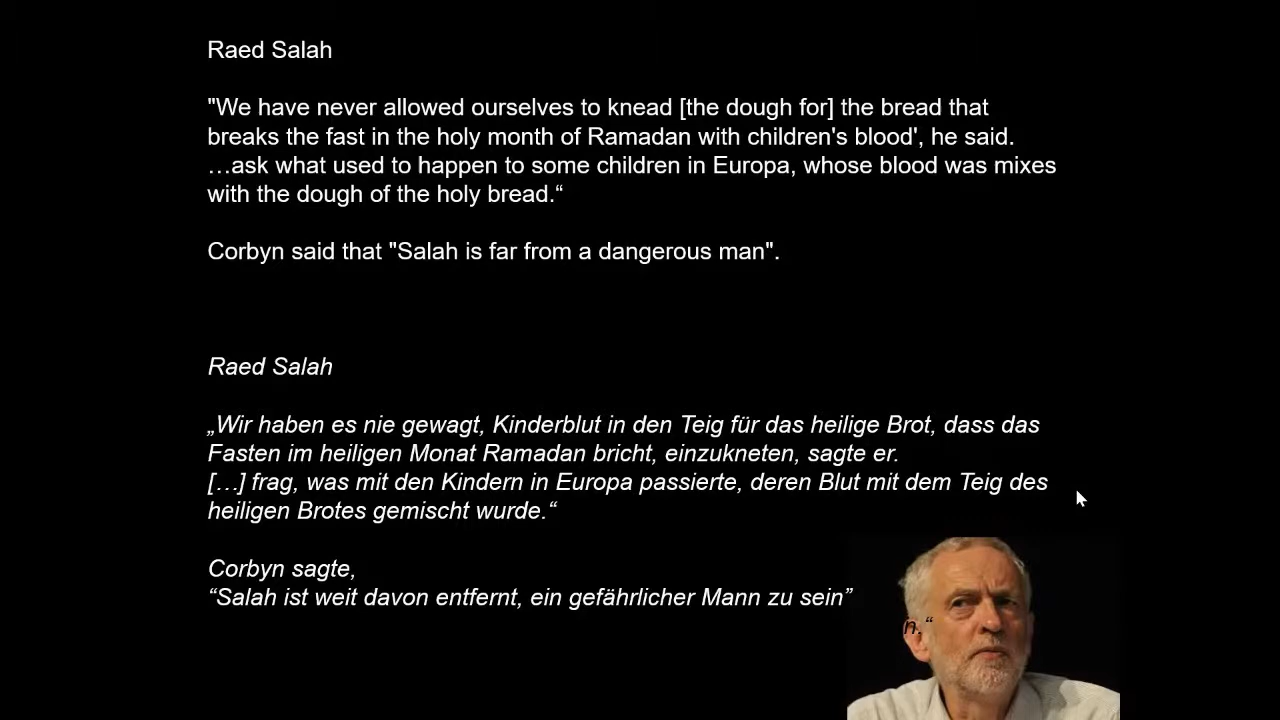 Raed Salah
"We have never allowed ourselves to knead [the dough for] the bread that
breaks the fast in the holy month of Ramadan with children's blood', he said.
…ask what used to happen to some children in Europa, whose blood was mixes
with the dough of the holy bread.“
Corbyn said that "Salah is far from a dangerous man".
Raed Salah
„Wir haben es nie gewagt, Kinderblut in den Teig für das heilige Brot, dass das
Fasten im heiligen Monat Ramadan bricht, einzukneten, sagte er.
[…] frag, was mit den Kindern in Europa passierte, deren Blut mit dem Teig des
heiligen Brotes gemischt wurde.“
Corbyn sagte,
“Salah ist weit davon entfernt, ein gefährlicher Mann zu sein”
n.“